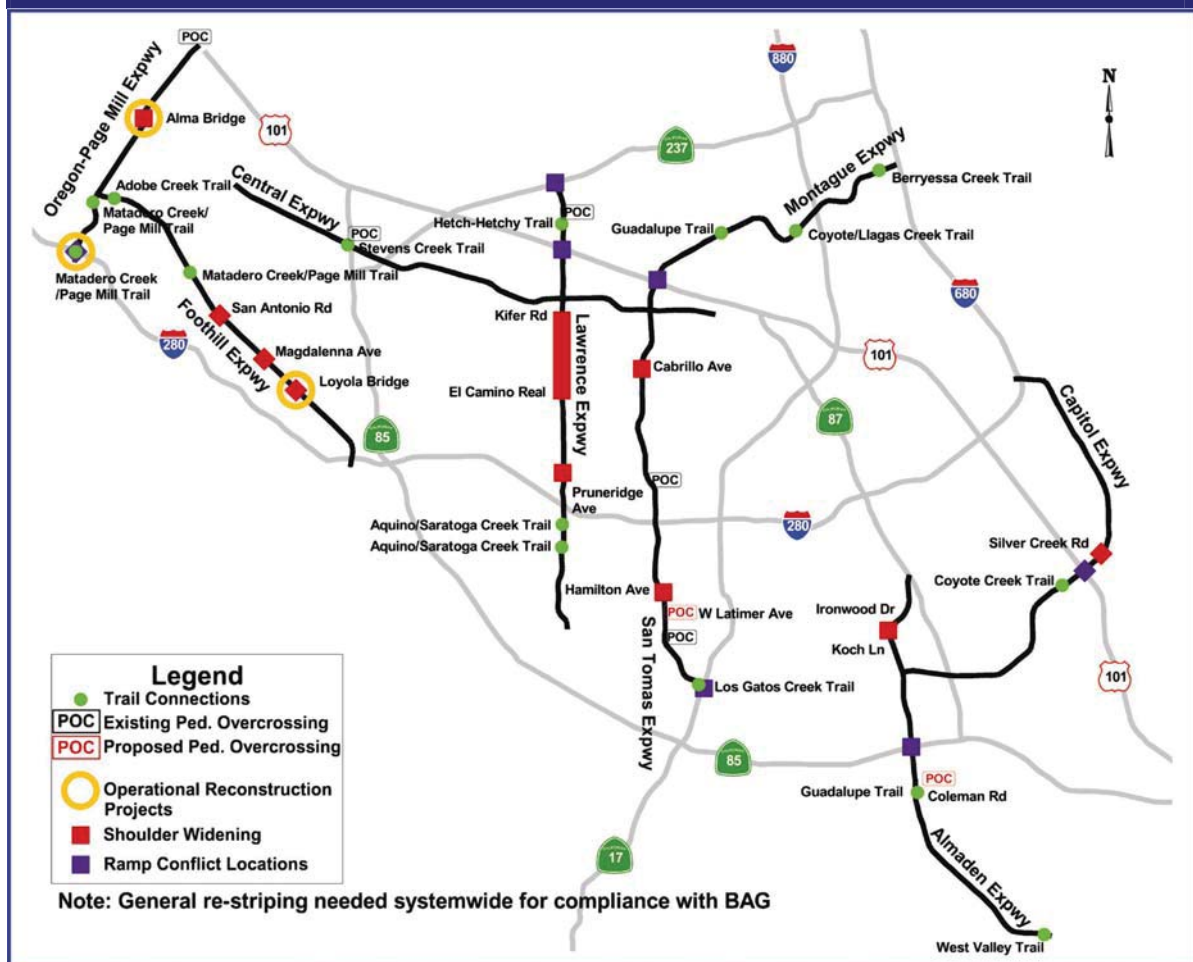 POC
Oregon-Page Mill Expwy
Alma Bridge
101
880
N
237
Adobe Creek Trail
Central Expwy
Montague Expwy
Berryessa Creek Trail
Matadero Creek/
Page Mill Trail
Hetch-Hetchy Trail
POC
Guadalupe Trail
Coyote/Llagas Creek Trail
POC
Stevens Creek Trail
Matadero Creek
/Page Mill Trail
Matadero Creek/Page Mill Trail
680
San Antonio Rd
Kifer Rd
280
Foothill Expwy
Magdalenna Ave
Lawrence Expwy
Cabrillo Ave
101
Loyola Bridge
El Camino Real
Capitol Expwy
85
87
POC
Pruneridge
Ave
Aquino/Saratoga Creek Trail
280
Aquino/Saratoga Creek Trail
Silver Creek Rd
Coyote Creek Trail
Hamilton Ave
POC W Latimer Ave
Ironwood Dr
POC
Koch Ln
San Tomas Expwy
101
Los Gatos Creek Trail
85
POC
Guadalupe Trail
Coleman Rd
Almaden Expwy
17
West Valley Trail
Legend
Trail Connections
POC Existing Ped. Overcrossing
POC Proposed Ped. Overcrossing
Operational Reconstruction
Projects
Shoulder Widening
Ramp Conflict Locations
Note: General re-striping needed systemwide for compliance with BAG